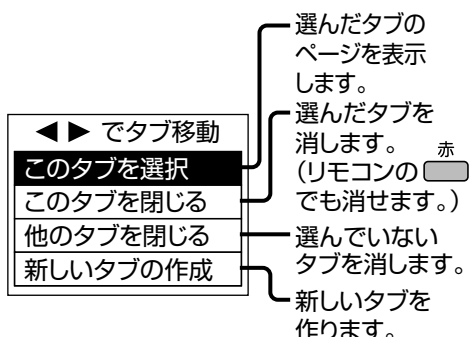 選んだタブの
ページを表示
します。
◀ ▶ でタブ移動
このタブを選択
このタブを閉じる
他のタブを閉じる
新しいタブの作成
選んだタブを
消します。
赤
(リモコンの
でも消せます。)
選んでいない
タブを消します。
新しいタブを
作ります。